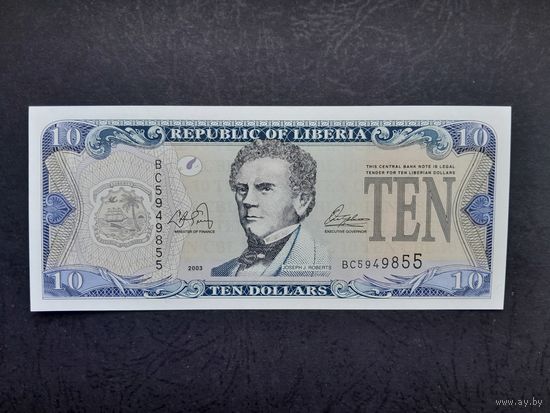 10
REPUBLIC OF LIBERIA
10
BC5949855
THIS CENTRAL BANK NOTE IS LEGAL
TENDER FOR TEN LIBERIAN DOLLARS
TEN
MINISTER OF FINANCE
EXECUTIVE GOVERNOR
2003
JOSEPH J. ROBERTS
BC5949855
10
TEN DOLLARS
10
www.ay.by